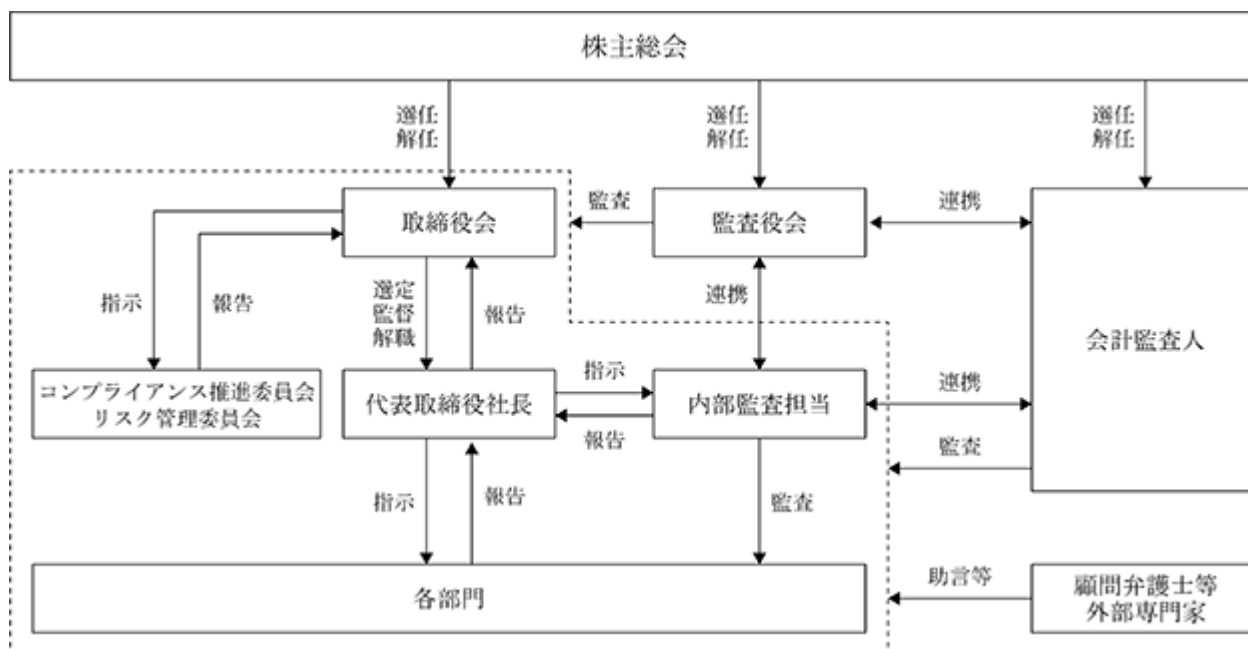 株主総会
選任
解任
選任
解任
選任
解任
取締役会
監査
監査役会
連携
指示
報告
選定
監督
解職
報告
連携
会計監査人
コンプライアンス推進委員会
リスク管理委員会
代表取締役社長
指示
報告
内部監査担当
連携
監査
指示
報告
監査
各部門
助言等
顧問弁護士等
外部専門家